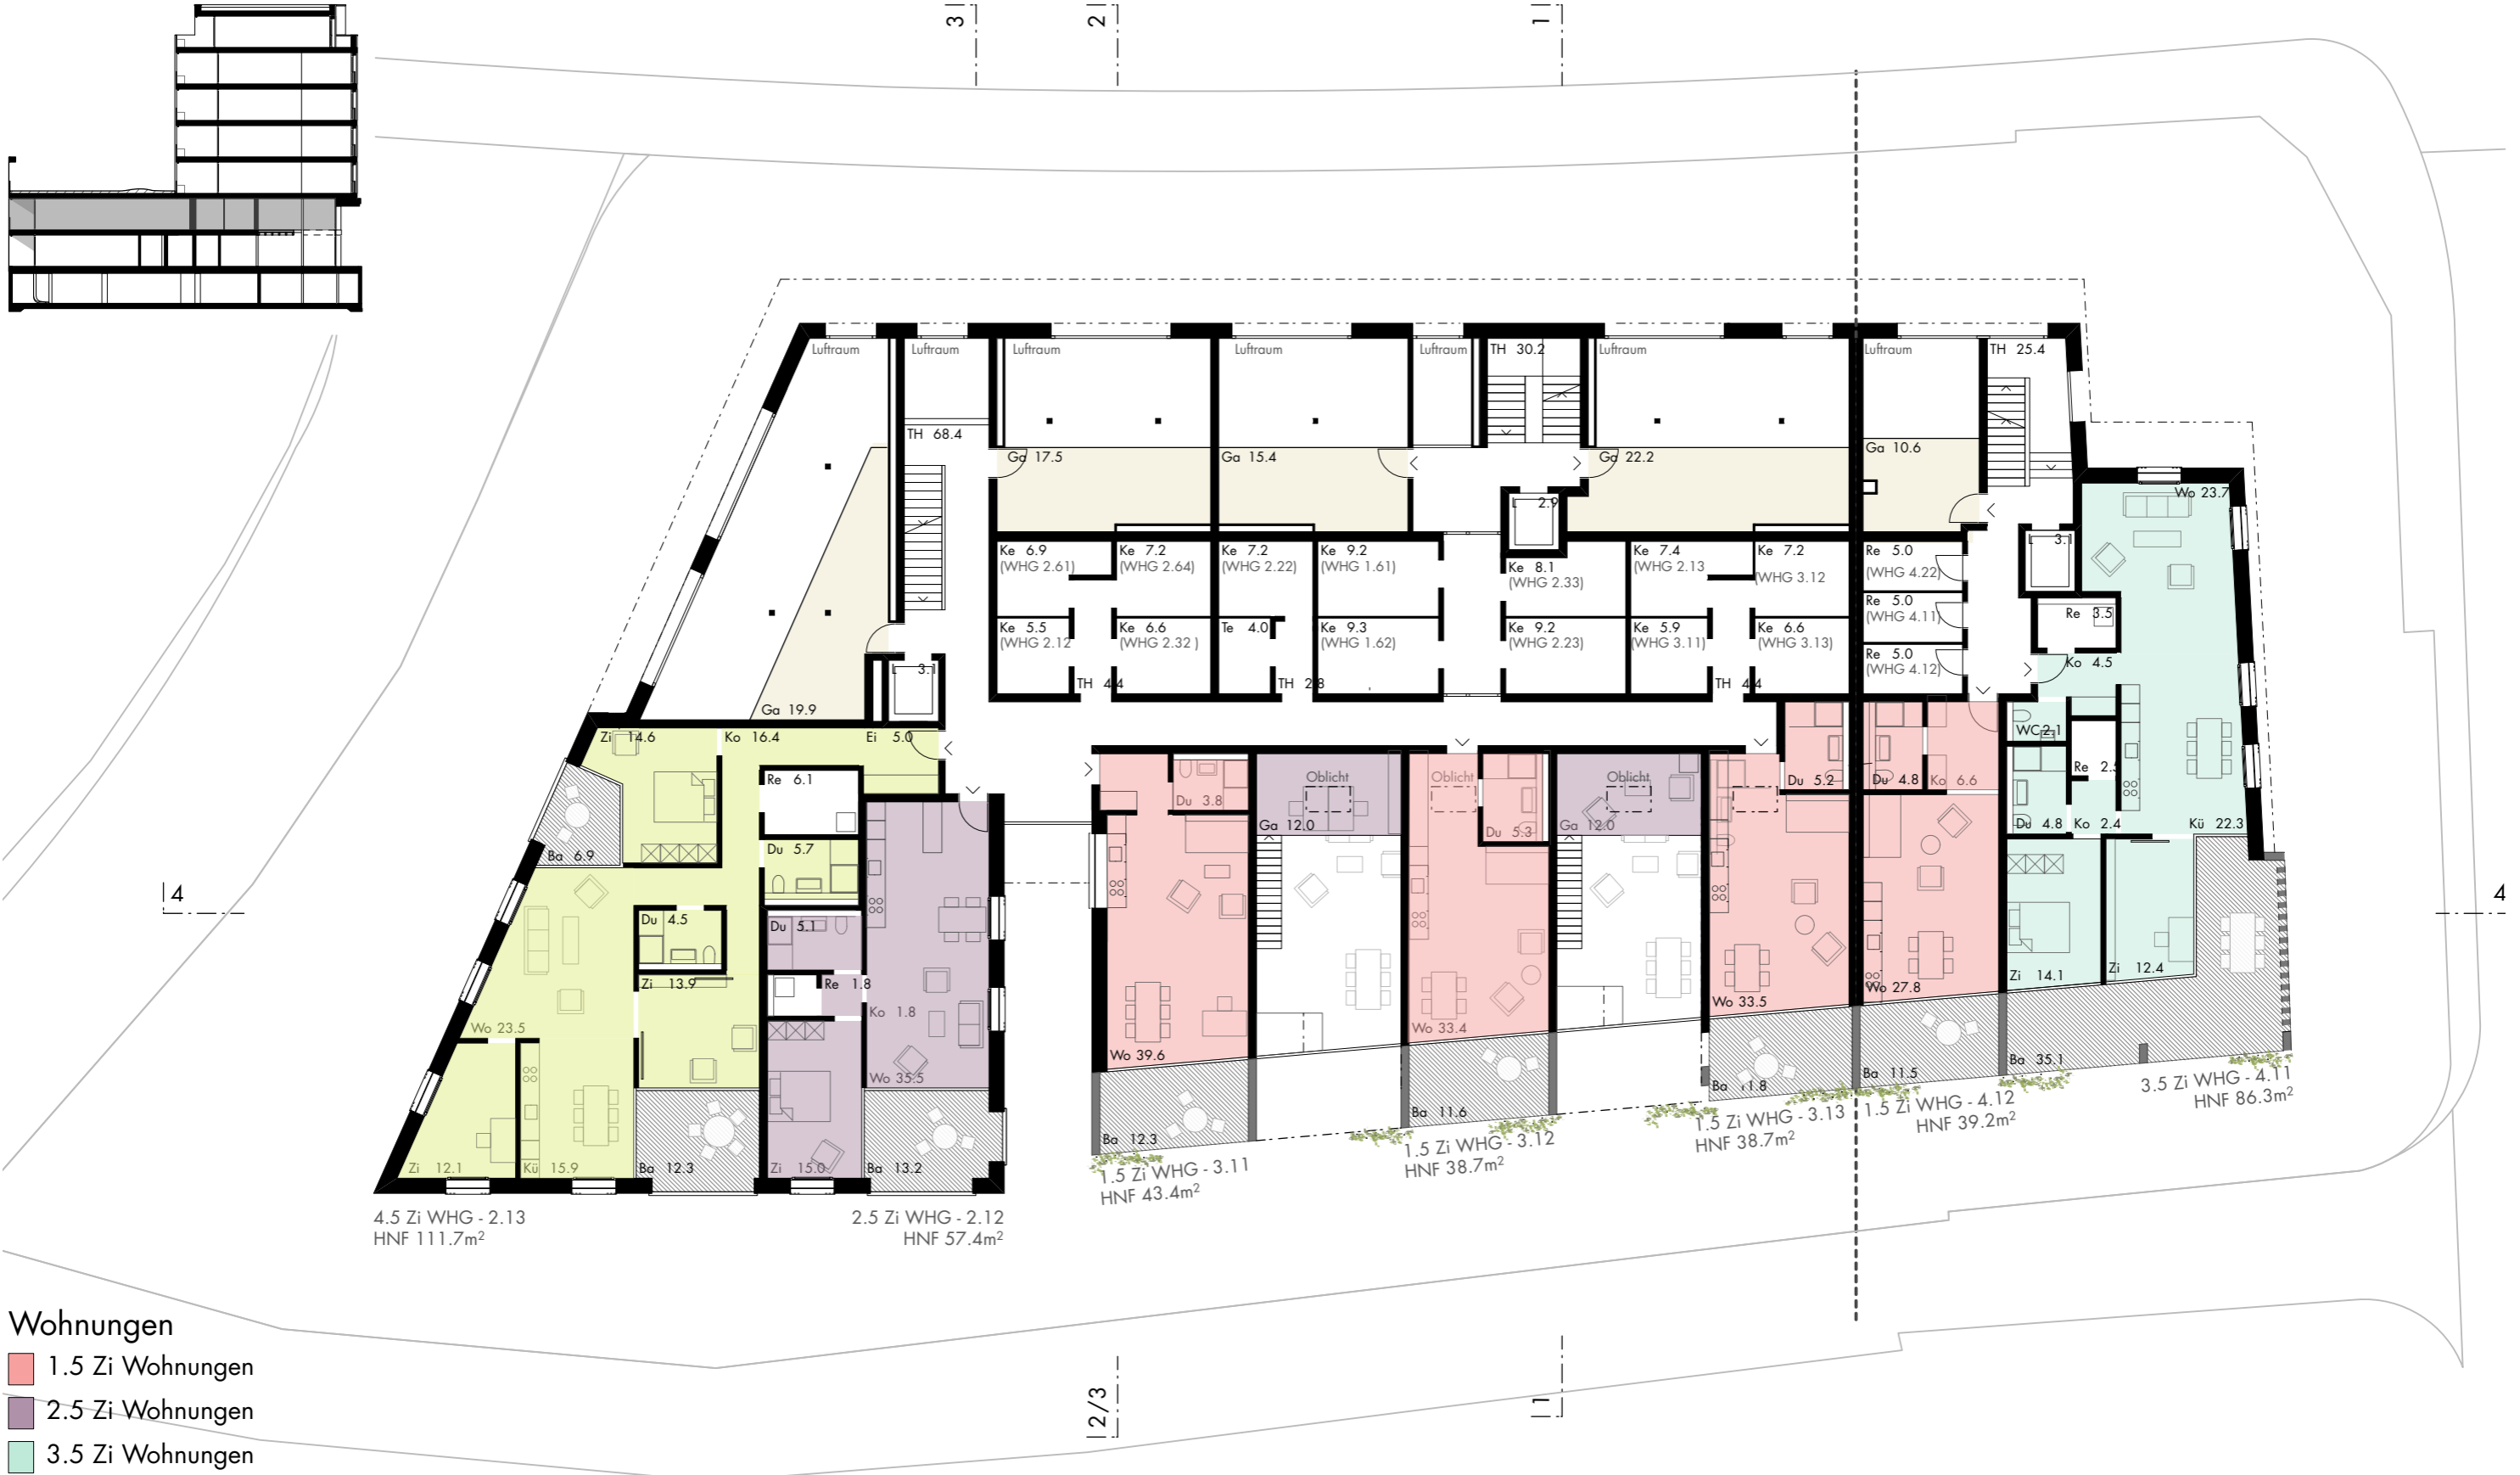 3
2
1
Luftraum
Luftraum
Luftraum
Luftraum
Luftraum
TH 30.2
Luftraum
Luftraum
TH 25.4
TH 68.4
Ga 17.5
Ga 15.4
Ga 22.2
Ga 10.6
L 2.9
Wo 23.7
Ke 6.9
(WHG 2.61)
Ke 7.2
(WHG 2.64)
Ke 7.2
(WHG 2.22)
Ke 9.2
(WHG 1.61)
Ke 8.1
(WHG 2.33)
Ke 7.4
(WHG 2.13
Ke 7.2
(WHG 3.12
Re 5.0
(WHG 4.22)
L 3.1
Re 5.0
(WHG 4.11)
Re 3.5
Ke 5.5
(WHG 2.12
Ke 6.6
(WHG 2.32 )
Te 4.0
Ke 9.3
(WHG 1.62)
Ke 9.2
(WHG 2.23)
Ke 5.9
(WHG 3.11)
Ke 6.6
(WHG 3.13)
Re 5.0
(WHG 4.12)
Ko 4.5
L 3.1
TH 4.4
TH 2.8
TH 4.4
Ga 19.9
Zi 14.6
Ko 16.4
Ei 5.0
WC 2.1
Re 6.1
Oblicht
Oblicht
Oblicht
Du 5.2
Du 4.8
Ko 6.6
Re 2.5
Du 3.8
Ga 12.0
Du 5.3
Ga 12.0
Du 4.8
Ko 2.4
Kü 22.3
Ba 6.9
Du 5.7
4
4
Du 4.5
Du 5.1
Zi 13.9
Re 1.8
Ko 1.8
Zi 14.1
Zi 12.4
Wo 23.5
Wo 39.6
Wo 33.4
Wo 33.5
Wo 27.8
Wo 35.5
Ba 12.3
Ba 11.6
Ba 11.8
Ba 11.5
Ba 35.1
Zi 12.1
Kü 15.9
Ba 12.3
Zi 15.0
Ba 13.2
1.5 Zi WHG - 3.11
HNF 43.4m²
1.5 Zi WHG - 3.12
HNF 38.7m²
1.5 Zi WHG - 3.13
HNF 38.7m²
1.5 Zi WHG - 4.12
HNF 39.2m²
3.5 Zi WHG - 4.11
HNF 86.3m²
4.5 Zi WHG - 2.13
HNF 111.7m²
2.5 Zi WHG - 2.12
HNF 57.4m²
Wohnungen
1.5 Zi Wohnungen
2.5 Zi Wohnungen
3.5 Zi Wohnungen
2/3
1